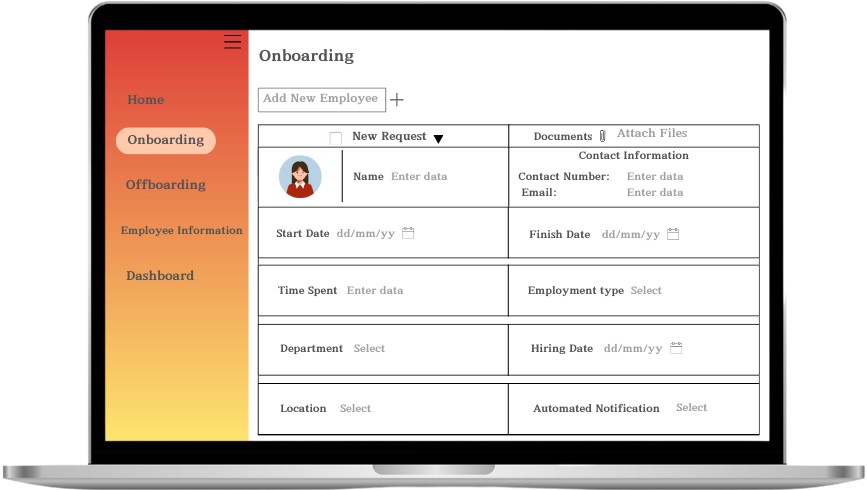 Onboarding
Home
Onboarding
Offboarding
Employee Information
Dashboard
Add New Employee
New Request
Documents Attach Files
Name Enter data
Contact Information
Contact Number: Enter data
Email: Enter data
Start Date dd/mm/yy
Finish Date dd/mm/yy
Time Spent Enter data
Employment type Select
Department Select
Hiring Date dd/mm/yy
Location Select
Automated Notification Select